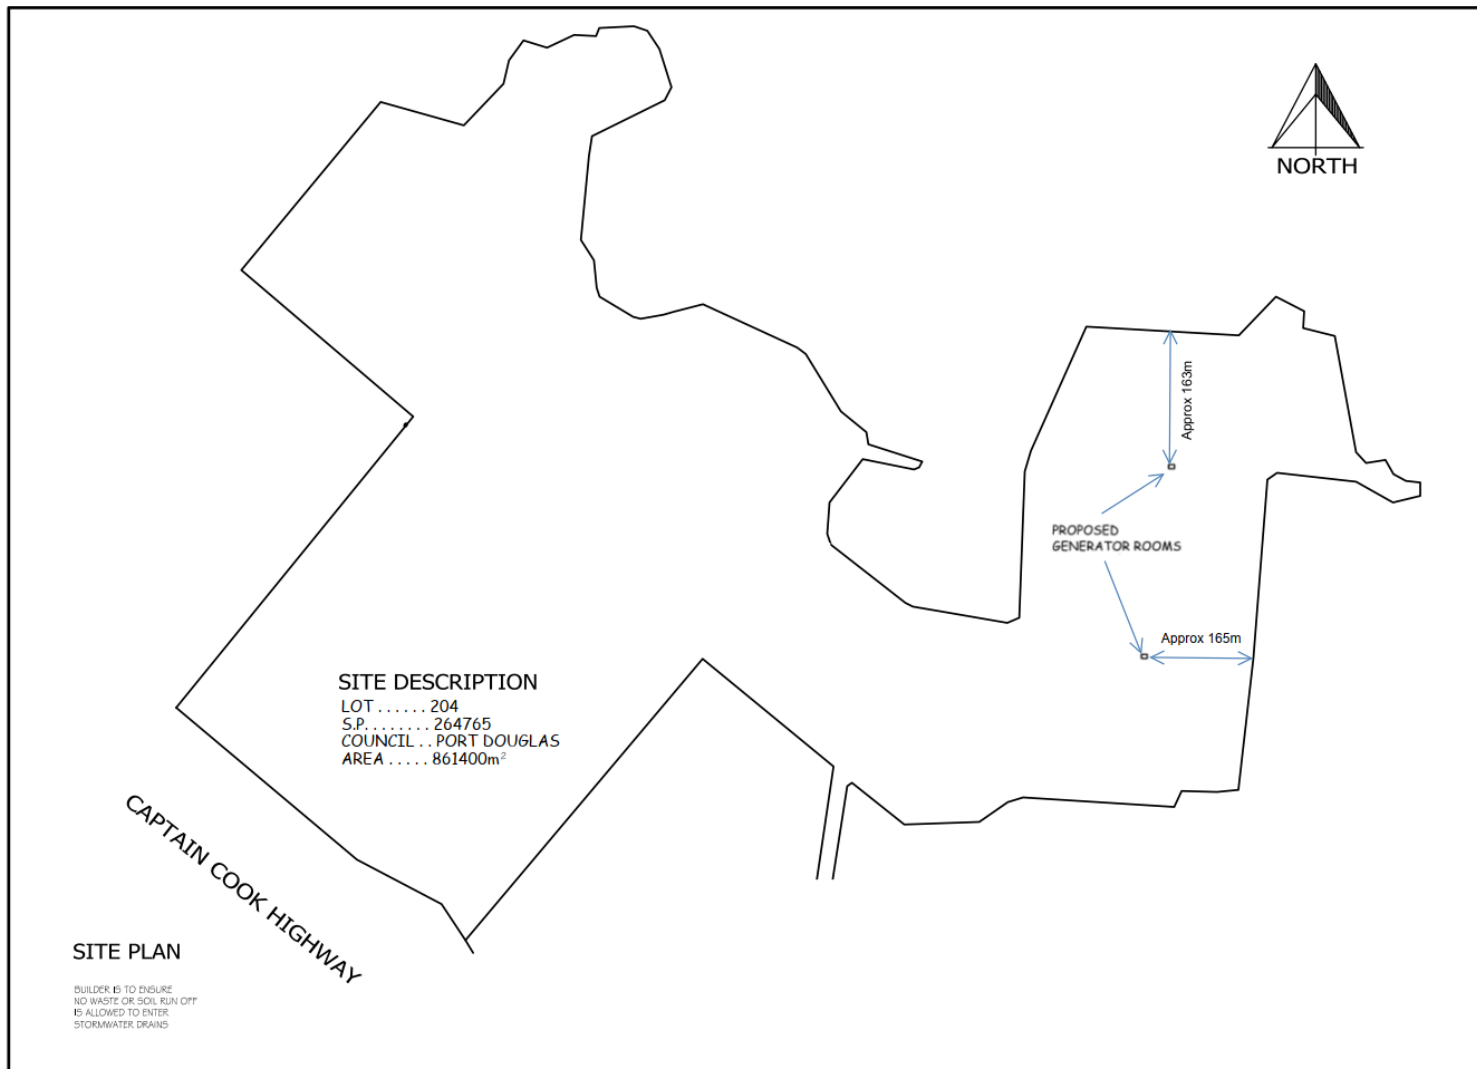 NORTH
Approx 163m
PROPOSED
GENERATOR ROOMS
Approx 165m
SITE DESCRIPTION
LOT ...... 204
S.P. ....... 264765
COUNCIL .. PORT DOUGLAS
AREA ..... 861400m²
CAPTAIN COOK HIGHWAY
SITE PLAN
BUILDER IS TO ENSURE
NO WASTE OR SOIL RUN OFF
IS ALLOWED TO ENTER
STORMWATER DRAINS